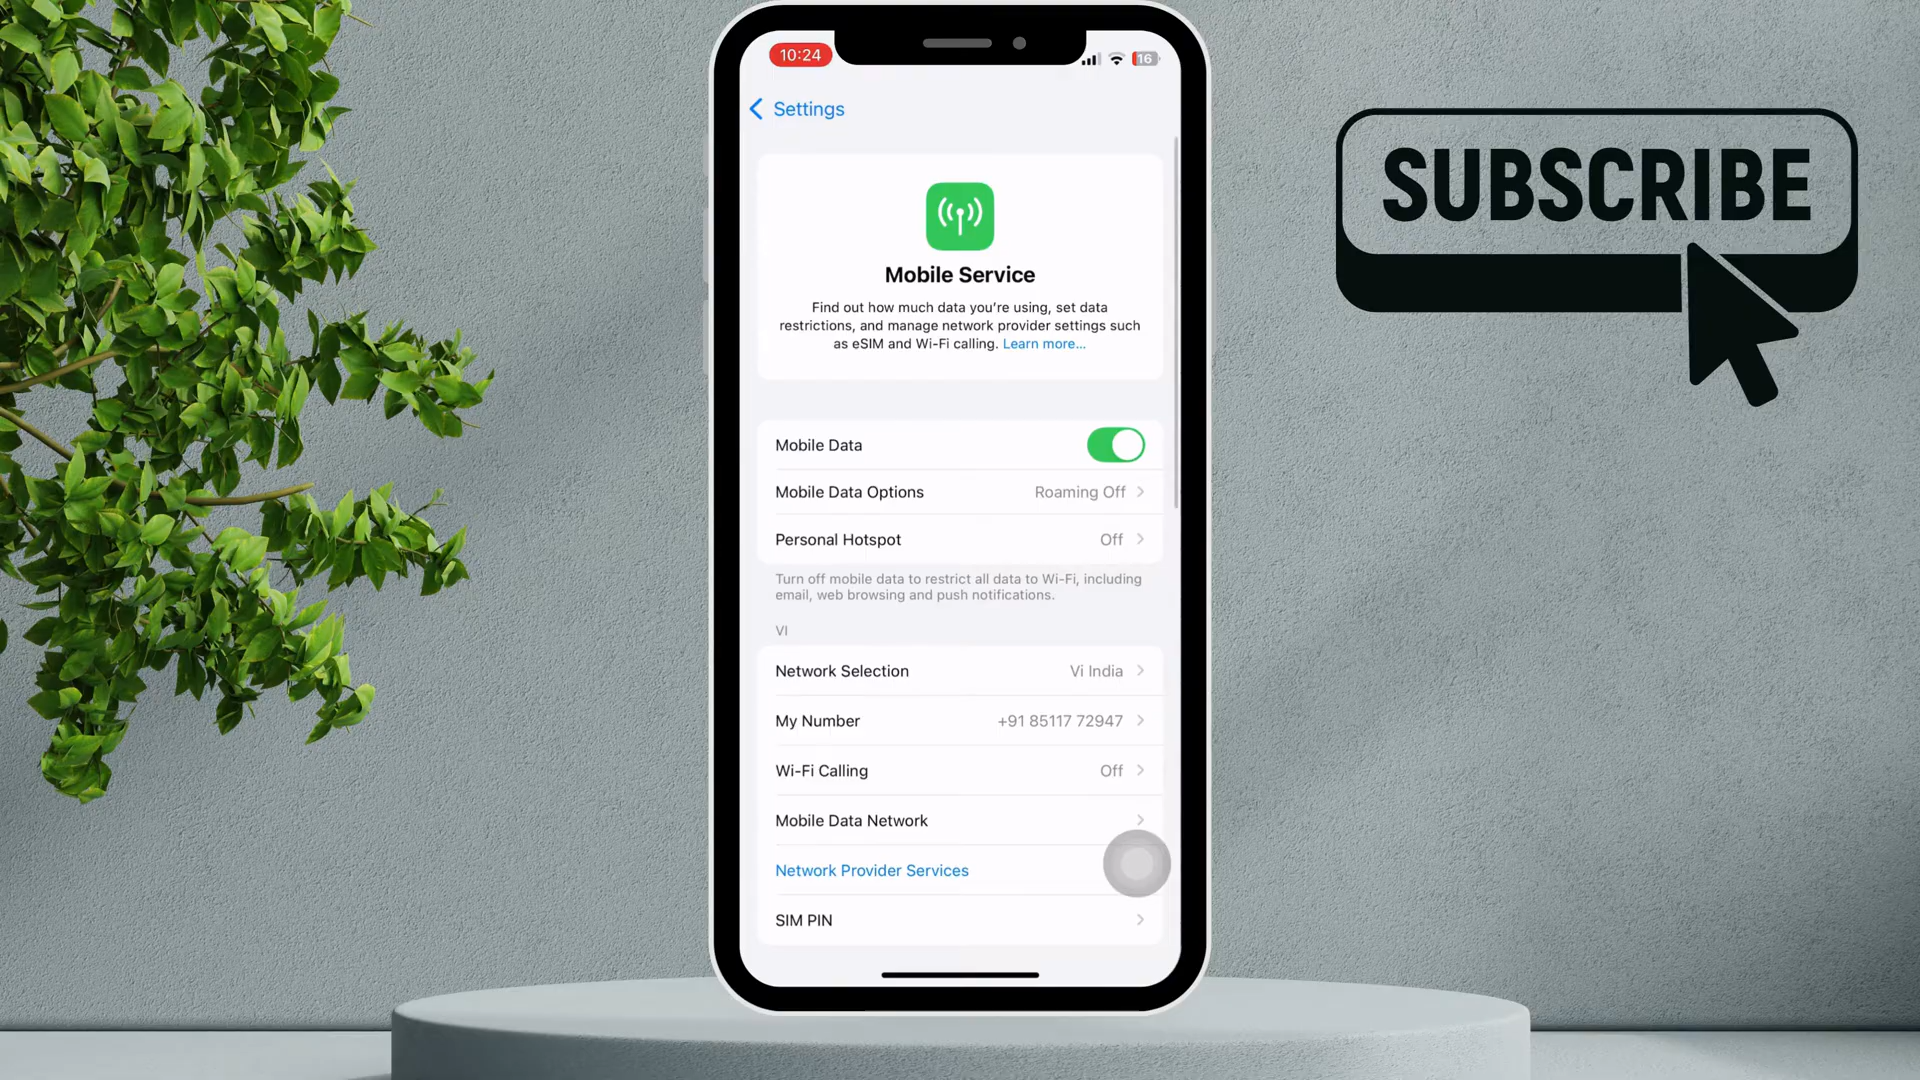 10:24
16
Settings
SUBSCRIBE
Mobile Service
Find out how much data you're using, set data
restrictions, and manage network provider settings such
as eSIM and Wi-Fi calling. Learn more...
Mobile Data
Mobile Data Options Roaming Off
Personal Hotspot Off
Turn off mobile data to restrict all data to Wi-Fi, including
email, web browsing and push notifications.
VI
Network Selection Vi India
My Number +91 85117 72947
Wi-Fi Calling Off
Mobile Data Network
Network Provider Services
SIM PIN